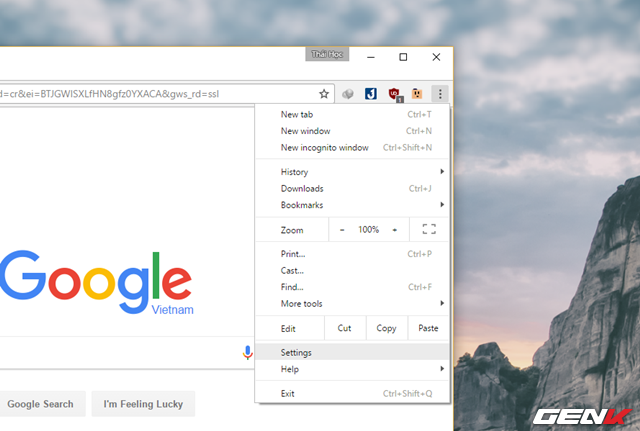 Thái Học
d=cr&ei=BTJGWISXLfHN8gfz0YXACA&gws_rd=ssl
1
New tab Ctrl+T
New window Ctrl+N
New incognito window Ctrl+Shift+N
History
Downloads Ctrl+J
Bookmarks
Zoom - 100% +
Print... Ctrl+P
Cast...
Find... Ctrl+F
More tools
Edit Cut Copy Paste
Settings
Help
Exit Ctrl+Shift+Q
Google
Vietnam
Google Search I'm Feeling Lucky
GENK